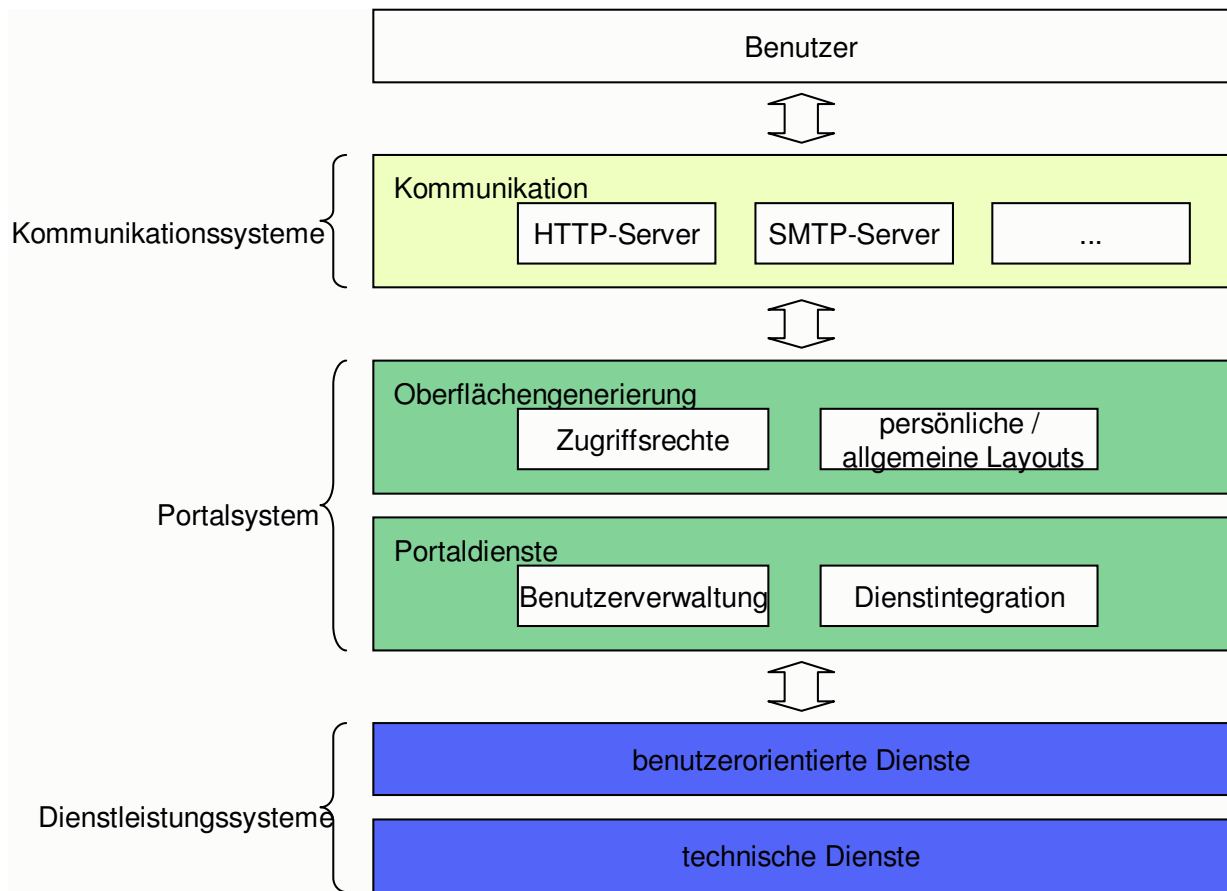 Benutzer
Kommunikationssysteme
Kommunikation
HTTP-Server
SMTP-Server
...
Portalsystem
Oberflächengenerierung
Zugriffsrechte
persönliche /
allgemeine Layouts
Portaldienste
Benutzerverwaltung
Dienstintegration
Dienstleistungssysteme
benutzerorientierte Dienste
technische Dienste